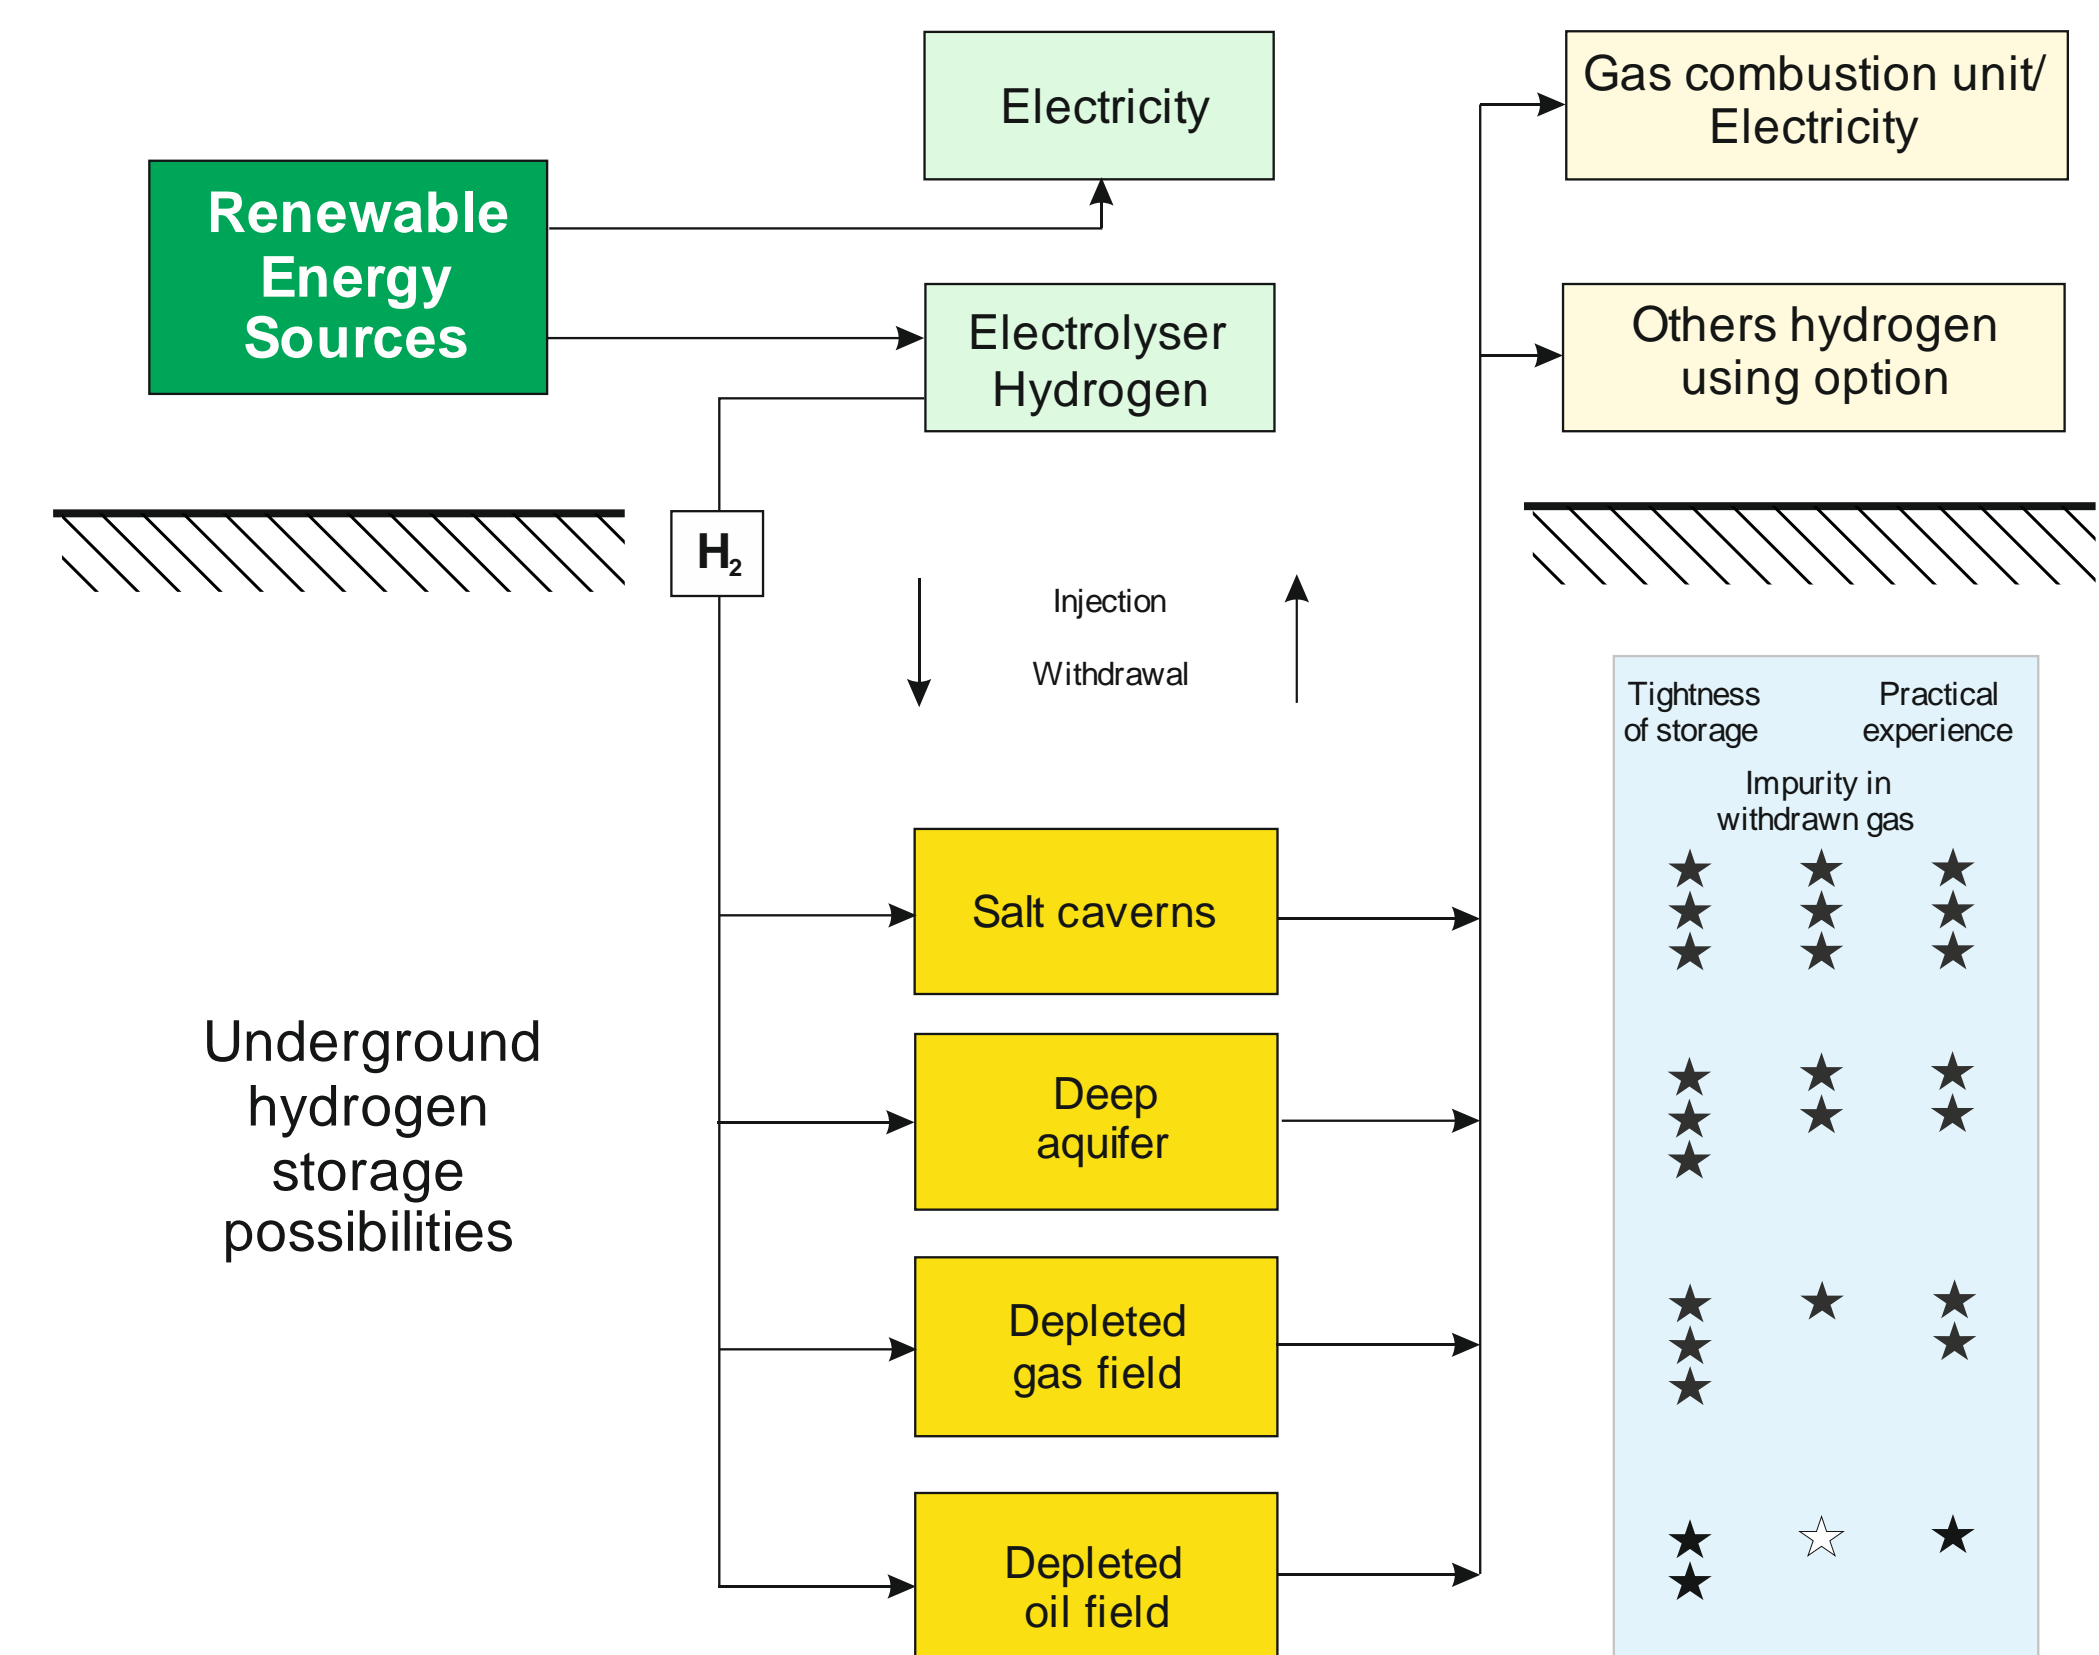 Electricity
Gas combustion unit/
Electricity
Renewable
Energy
Sources
Electrolyser
Hydrogen
Others hydrogen
using option
H₂
Injection
Withdrawal
Tightness
of storage
Practical
experience
Impurity in
withdrawn gas
Salt caverns
Underground
hydrogen
storage
possibilities
Deep
aquifer
Depleted
gas field
Depleted
oil field